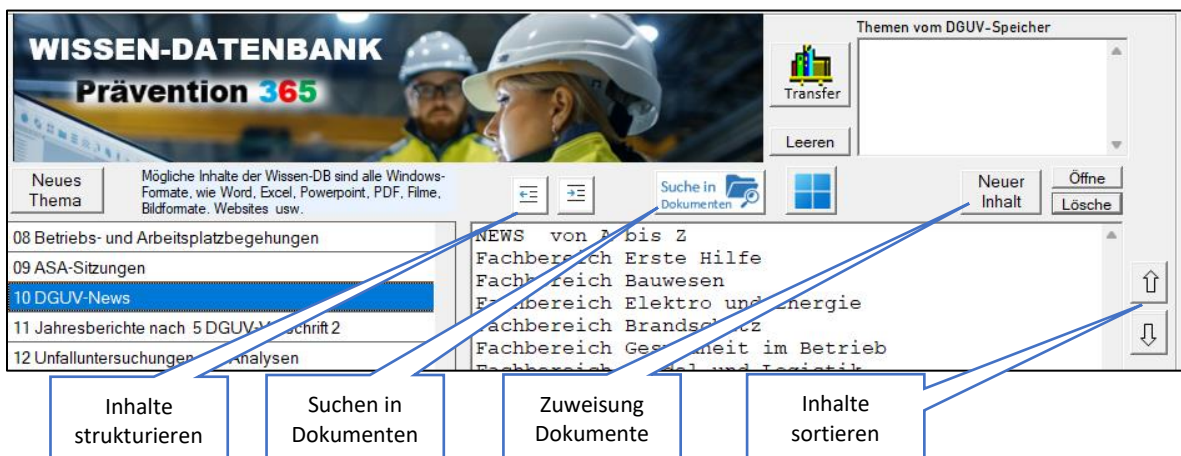 WISSEN-DATENBANK
Prävention 365
Themen vom DGUV-Speicher
Transfer
Leeren
Neues
Thema
Mögliche Inhalte der Wissen-DB sind alle Windows-
Formate, wie Word, Excel, Powerpoint, PDF, Filme,
Bildformate. Websites usw.
Suche in
Dokumenten
Neuer
Inhalt
Öffne
Lösche
08 Betriebs- und Arbeitsplatzbegehungen
09 ASA-Sitzungen
10 DGUV-News
11 Jahresberichte nach 5 DGUV-Vorschrift 2
12 Unfalluntersuchungen Analysen
NEWS von A bis Z
Fachbereich Erste Hilfe
Fachbereich Bauwesen
Fachbereich Elektro und Energie
Fachbereich Brandschutz
Fachbereich Gesundheit im Betrieb
Fachbereich Handel und Logistik
Inhalte
strukturieren
Suchen in
Dokumenten
Zuweisung
Dokumente
Inhalte
sortieren